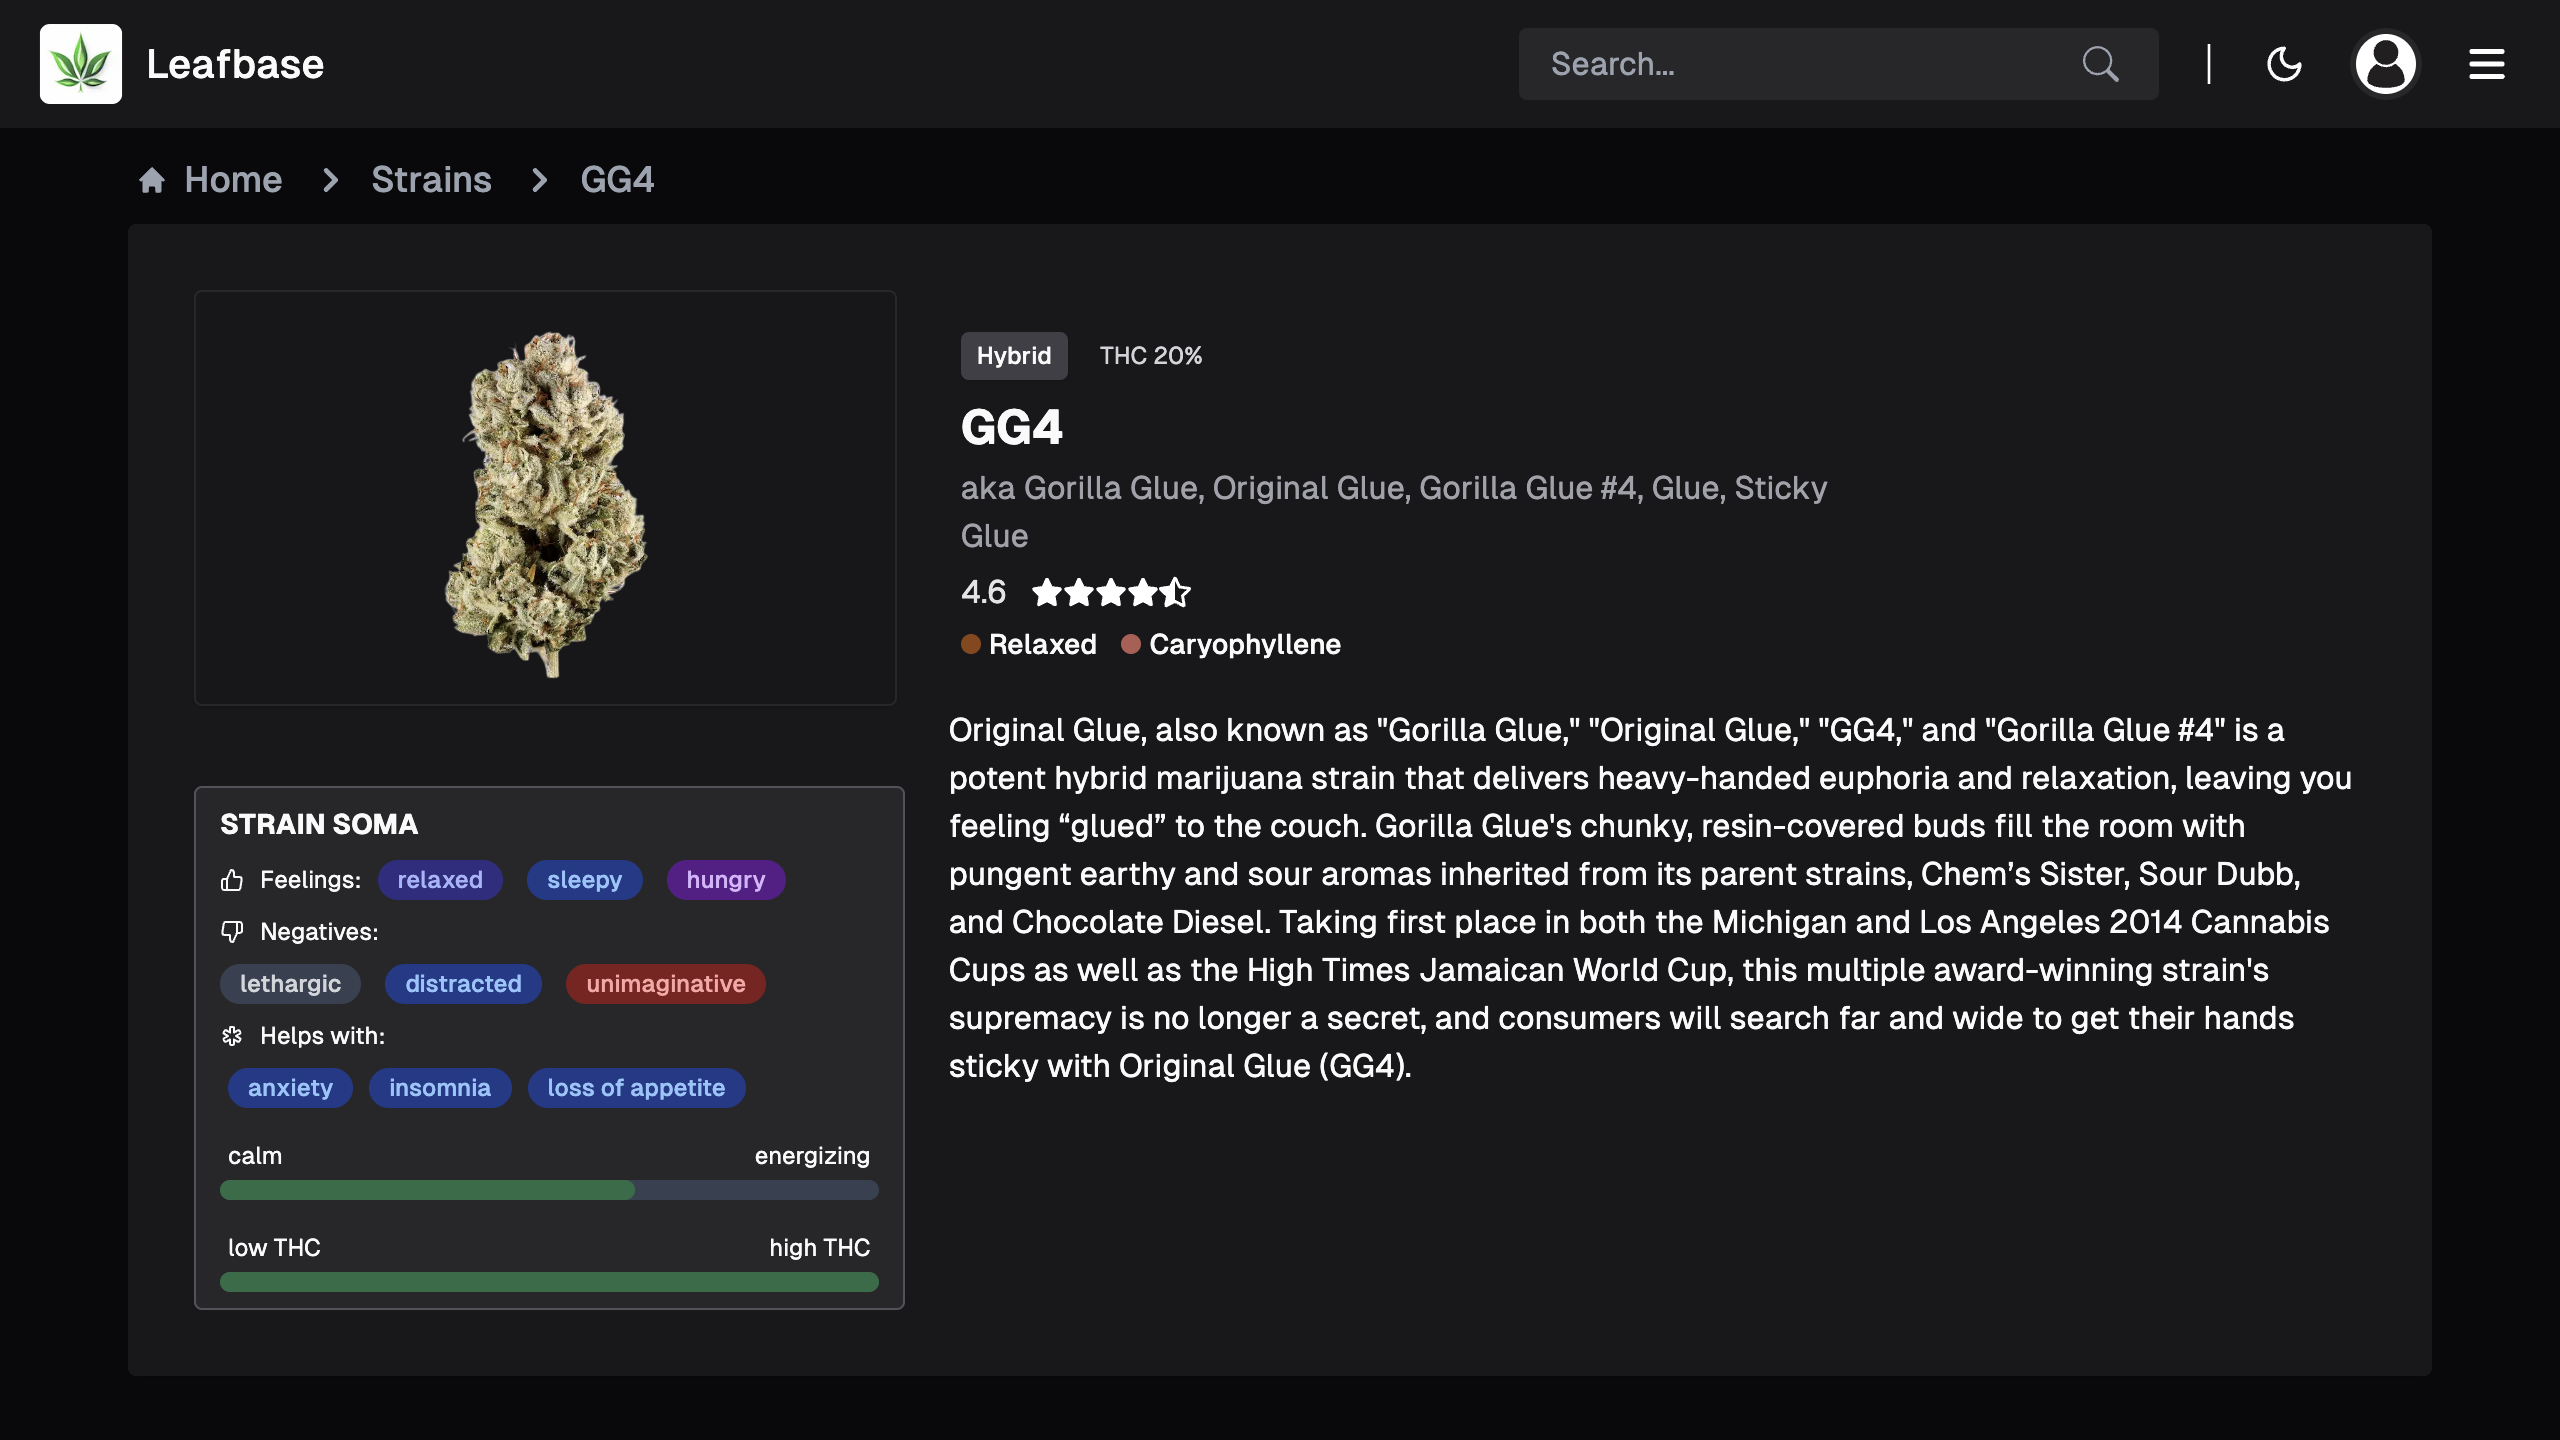 Leafbase
Search...
Home
Strains
GG4
Hybrid
THC 20%
GG4
aka Gorilla Glue, Original Glue, Gorilla Glue #4, Glue, Sticky
Glue
4.6
Relaxed
Caryophyllene
Original Glue, also known as "Gorilla Glue," "Original Glue," "GG4," and "Gorilla Glue #4" is a
potent hybrid marijuana strain that delivers heavy-handed euphoria and relaxation, leaving you
feeling “glued” to the couch. Gorilla Glue's chunky, resin-covered buds fill the room with
pungent earthy and sour aromas inherited from its parent strains, Chem’s Sister, Sour Dubb,
and Chocolate Diesel. Taking first place in both the Michigan and Los Angeles 2014 Cannabis
Cups as well as the High Times Jamaican World Cup, this multiple award-winning strain's
supremacy is no longer a secret, and consumers will search far and wide to get their hands
sticky with Original Glue (GG4).
STRAIN SOMA
Feelings: relaxed sleepy hungry
Negatives:
lethargic distracted unimaginative
Helps with:
anxiety insomnia loss of appetite
calm energizing
low THC high THC